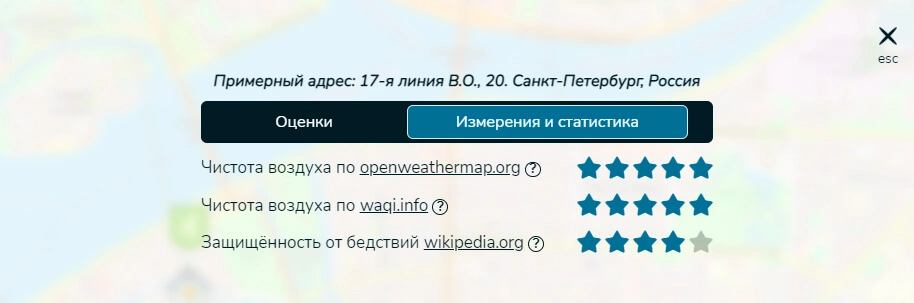 esc
Примерный адрес: 17-я линия В.О., 20. Санкт-Петербург, Россия
Оценки Измерения и статистика
Чистота воздуха по openweathermap.org ?
Чистота воздуха по waqi.info ?
Защищённость от бедствий wikipedia.org ?